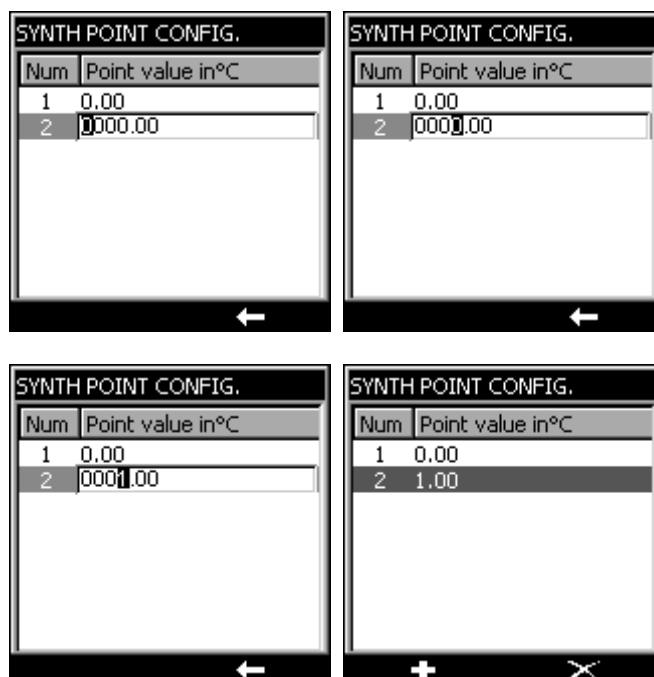 SYNTH POINT CONFIG.
Num Point value in°C
1 0.00
2 0000.00
SYNTH POINT CONFIG.
Num Point value in°C
1 0.00
2 0000.00
SYNTH POINT CONFIG.
Num Point value in°C
1 0.00
2 0001.00
SYNTH POINT CONFIG.
Num Point value in°C
1 0.00
2 1.00